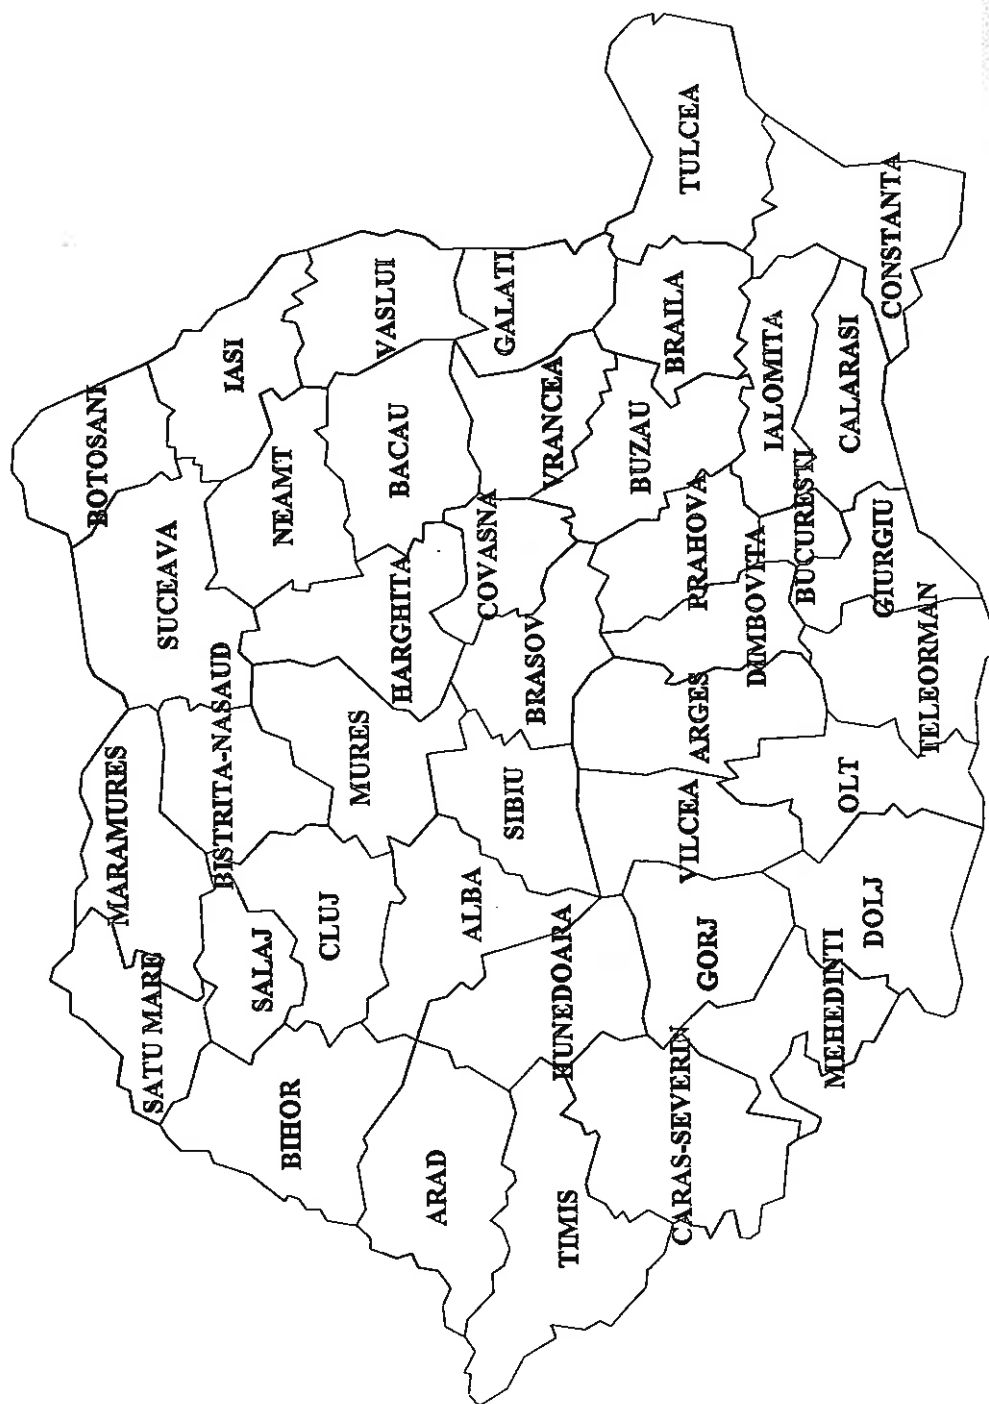 BOTOSANI
SUCEAVA
MARAMURES
SATU MARE
IASI
NEAMT
BISTRITA-NASAUD
SALAJ
BIHOR
CLUJ
VASLUI
BACAU
HARGHITA
MURES
ALBA
ARAD
GALATI
VRANCEA
COVASNA
BRASOV
SIBIU
HUNEDOARA
TIMIS
TULCEA
BRAILA
BUZAU
PRAHOVA
DIMBOVITA
ARGES
VILCEA
GORJ
CARAS-SEVERIN
IALOMITA
BUCURESTI
CALARASI
CONSTANTA
GIURGIU
TELEORMAN
OLT
DOLJ
MEHEDINTI